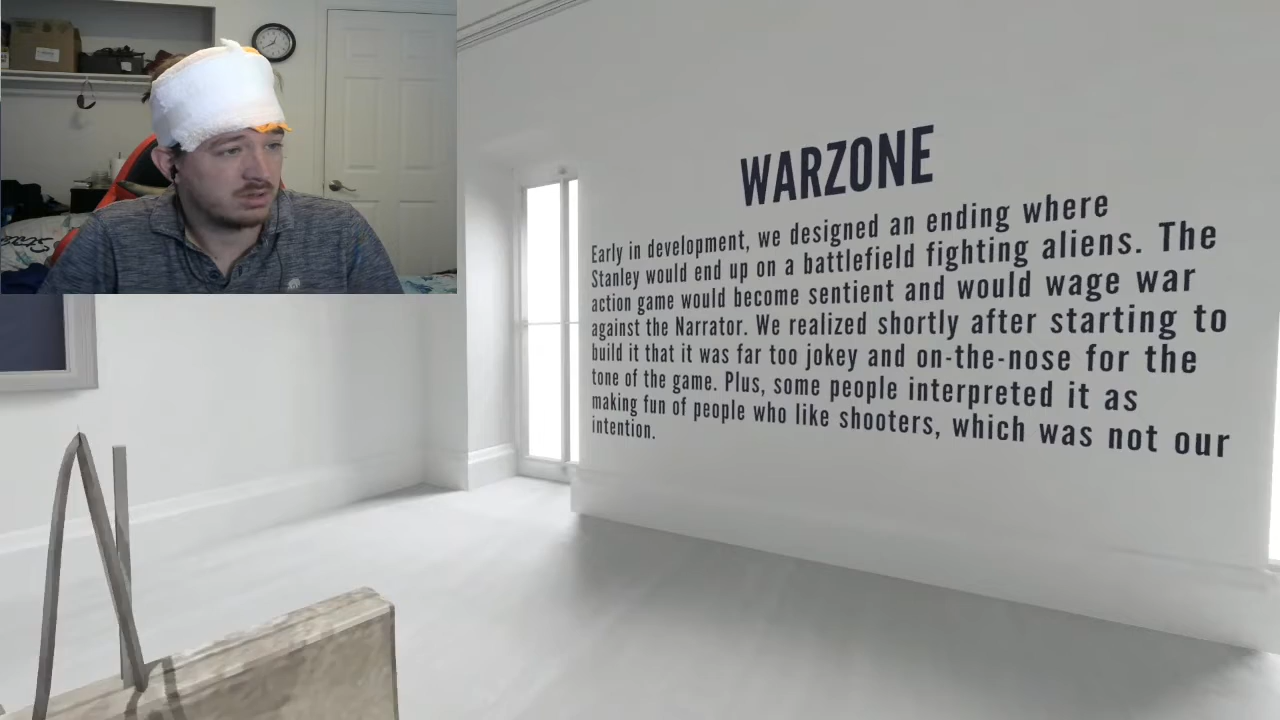 WARZONE
Early in development, we designed an ending where
Stanley would end up on a battlefield fighting aliens. The
action game would become sentient and would wage war
against the Narrator. We realized shortly after starting to
build it that it was far too jokey and on-the-nose for the
tone of the game. Plus, some people interpreted it as
making fun of people who like shooters, which was not our
intention.